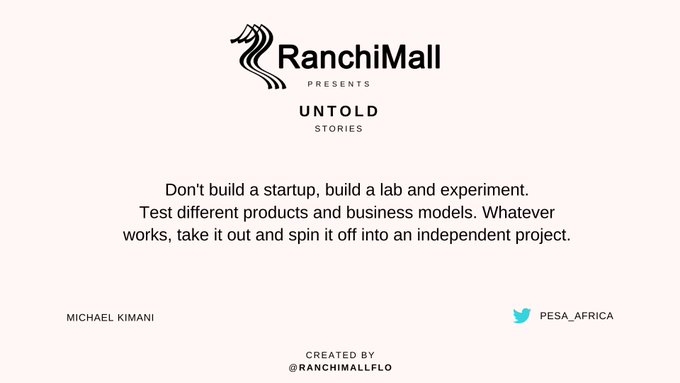 RanchiMall
PRESENTS
UNTOLD
STORIES
Don't build a startup, build a lab and experiment.
Test different products and business models. Whatever
works, take it out and spin it off into an independent project.
MICHAEL KIMANI
PESA_AFRICA
CREATED BY
@RANCHIMALLFLO